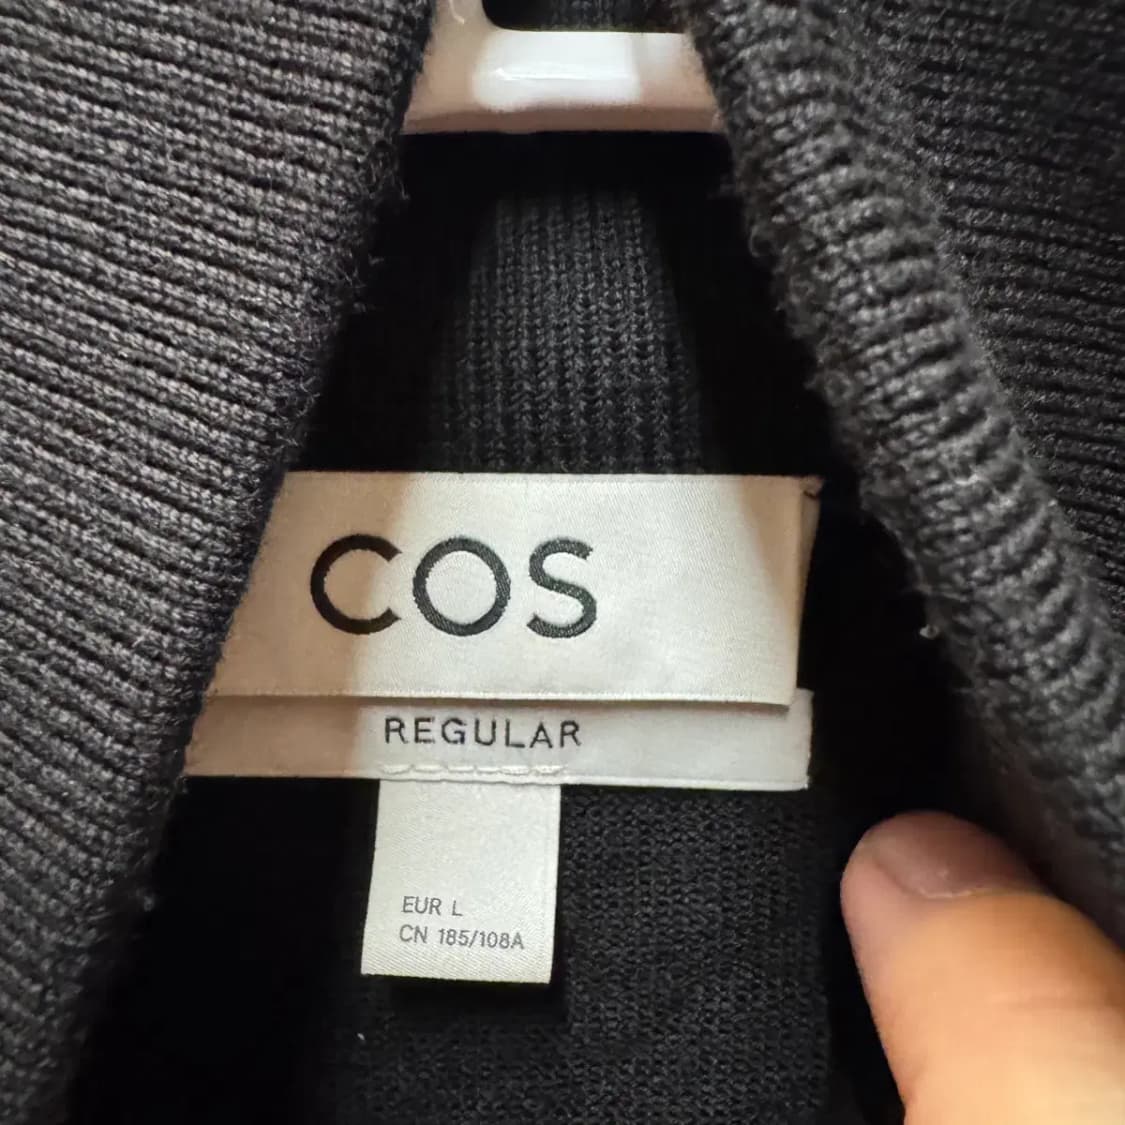 COS
REGULAR
EUR L
CN 185/108A